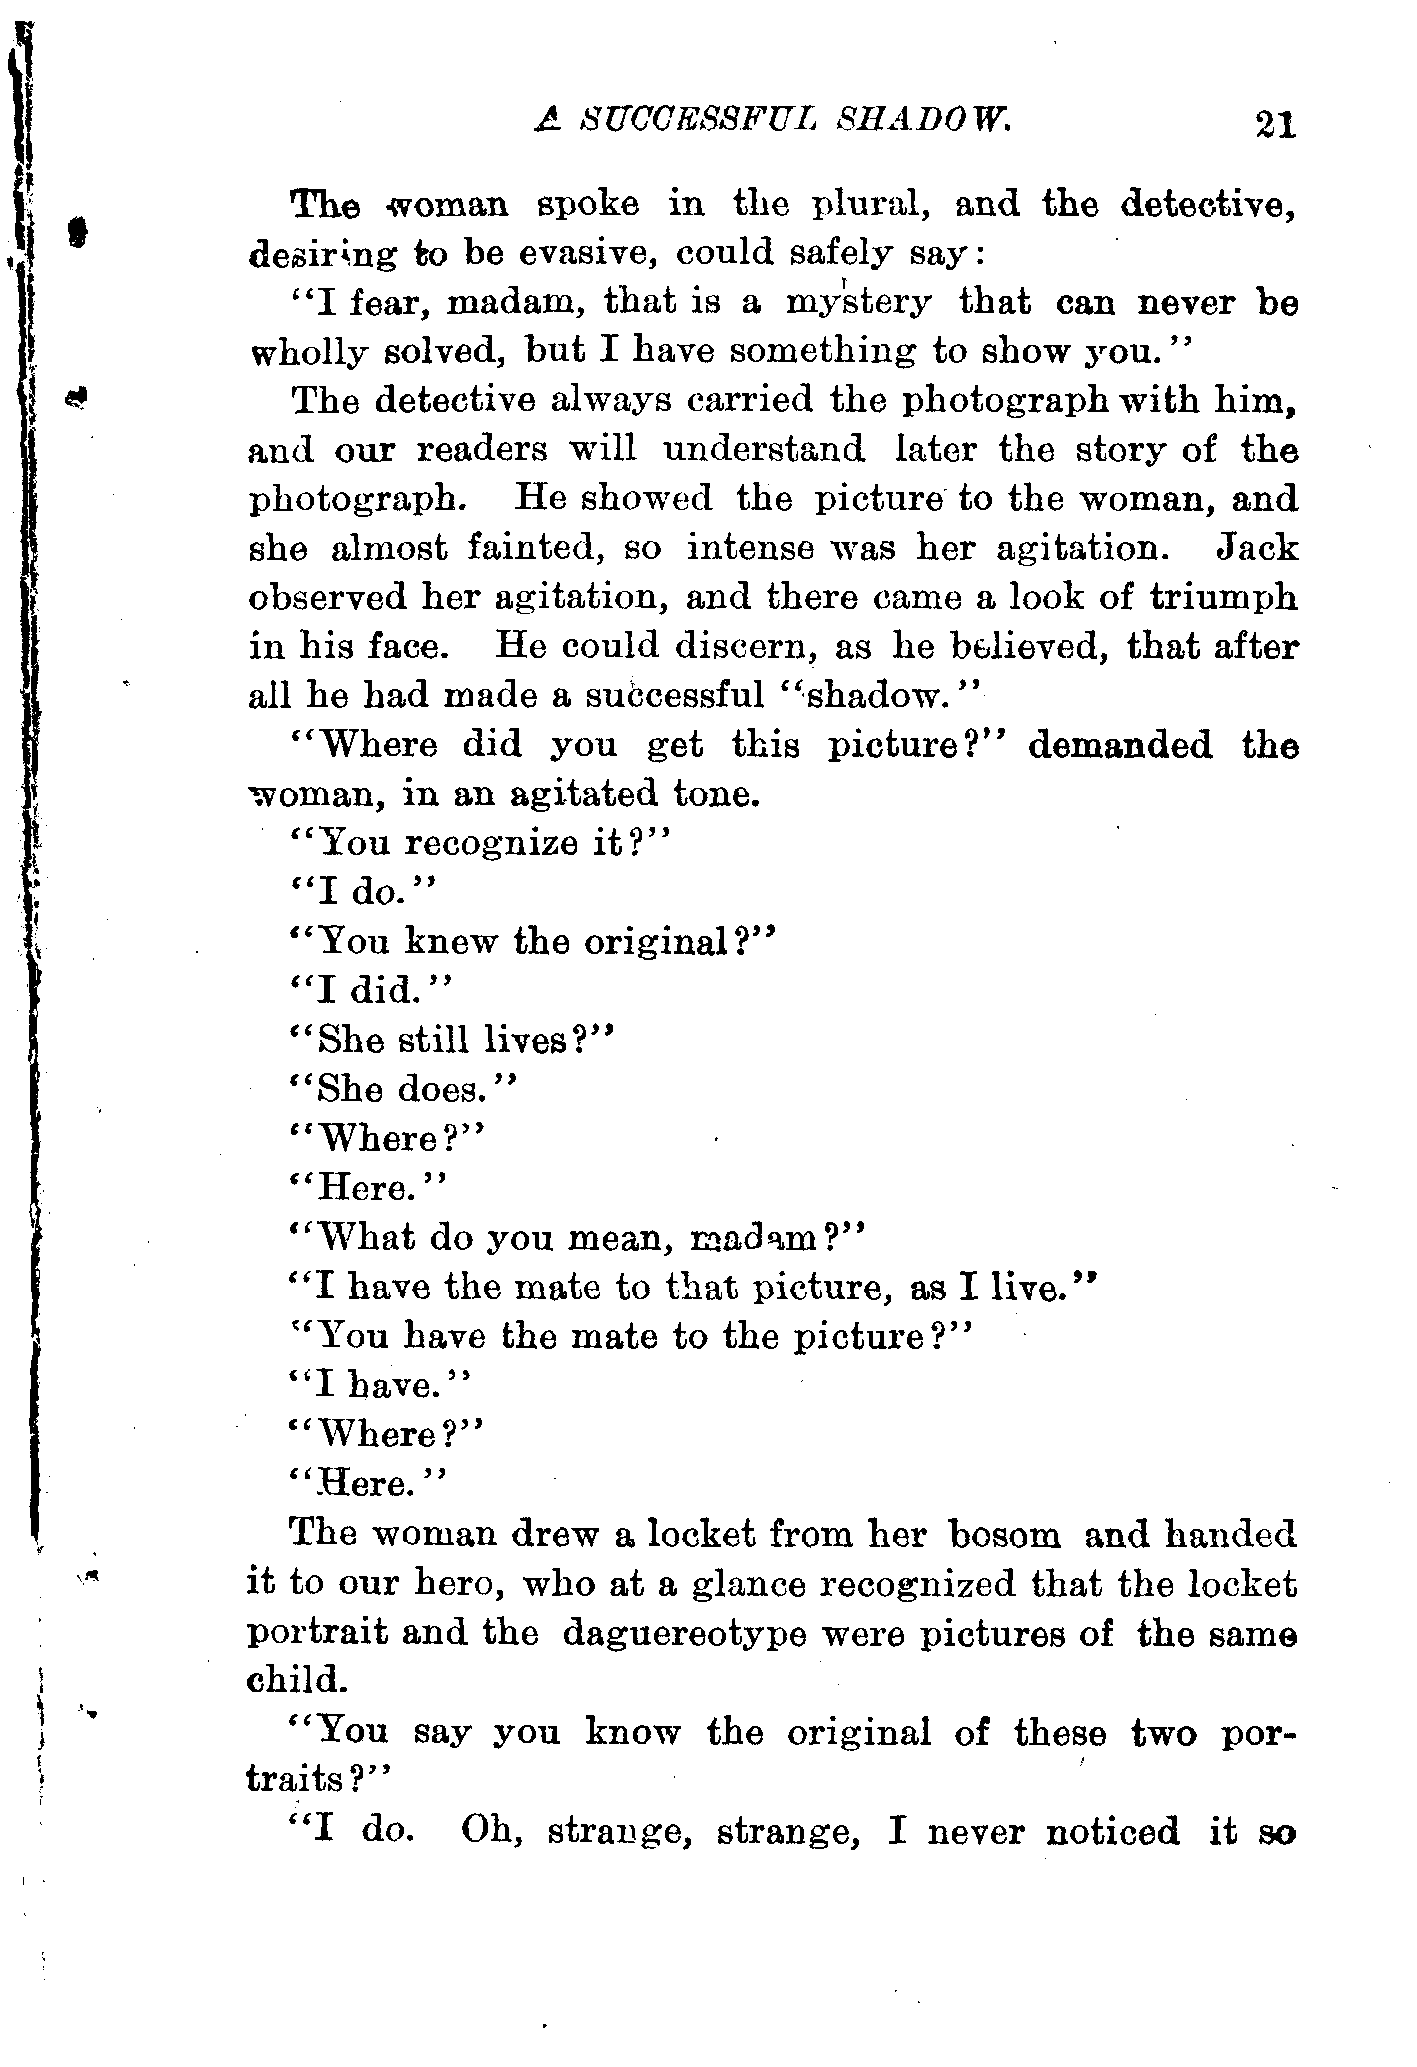 A SUCCESSFUL SHADOW. 21
The woman spoke in the plural, and the detective,
desiring to be evasive, could safely say:
"I fear, madam, that is a mystery that can never be
wholly solved, but I have something to show you."
The detective always carried the photograph with him,
and our readers will understand later the story of the
photograph. He showed the picture to the woman, and
she almost fainted, so intense was her agitation. Jack
observed her agitation, and there came a look of triumph
in his face. He could discern, as he believed, that after
all he had made a successful "shadow."
"Where did you get this picture?" demanded the
woman, in an agitated tone.
"You recognize it?"
"I do."
"You knew the original?"
"I did."
"She still lives?"
"She does."
"Where?"
"Here."
"What do you mean, madam?"
"I have the mate to that picture, as I live."
"You have the mate to the picture?"
"I have."
"Where?"
"Here."
The woman drew a locket from her bosom and handed
it to our hero, who at a glance recognized that the locket
portrait and the daguereotype were pictures of the same
child.
"You say you know the original of these two por-
traits?"
"I do. Oh, strange, strange, I never noticed it so